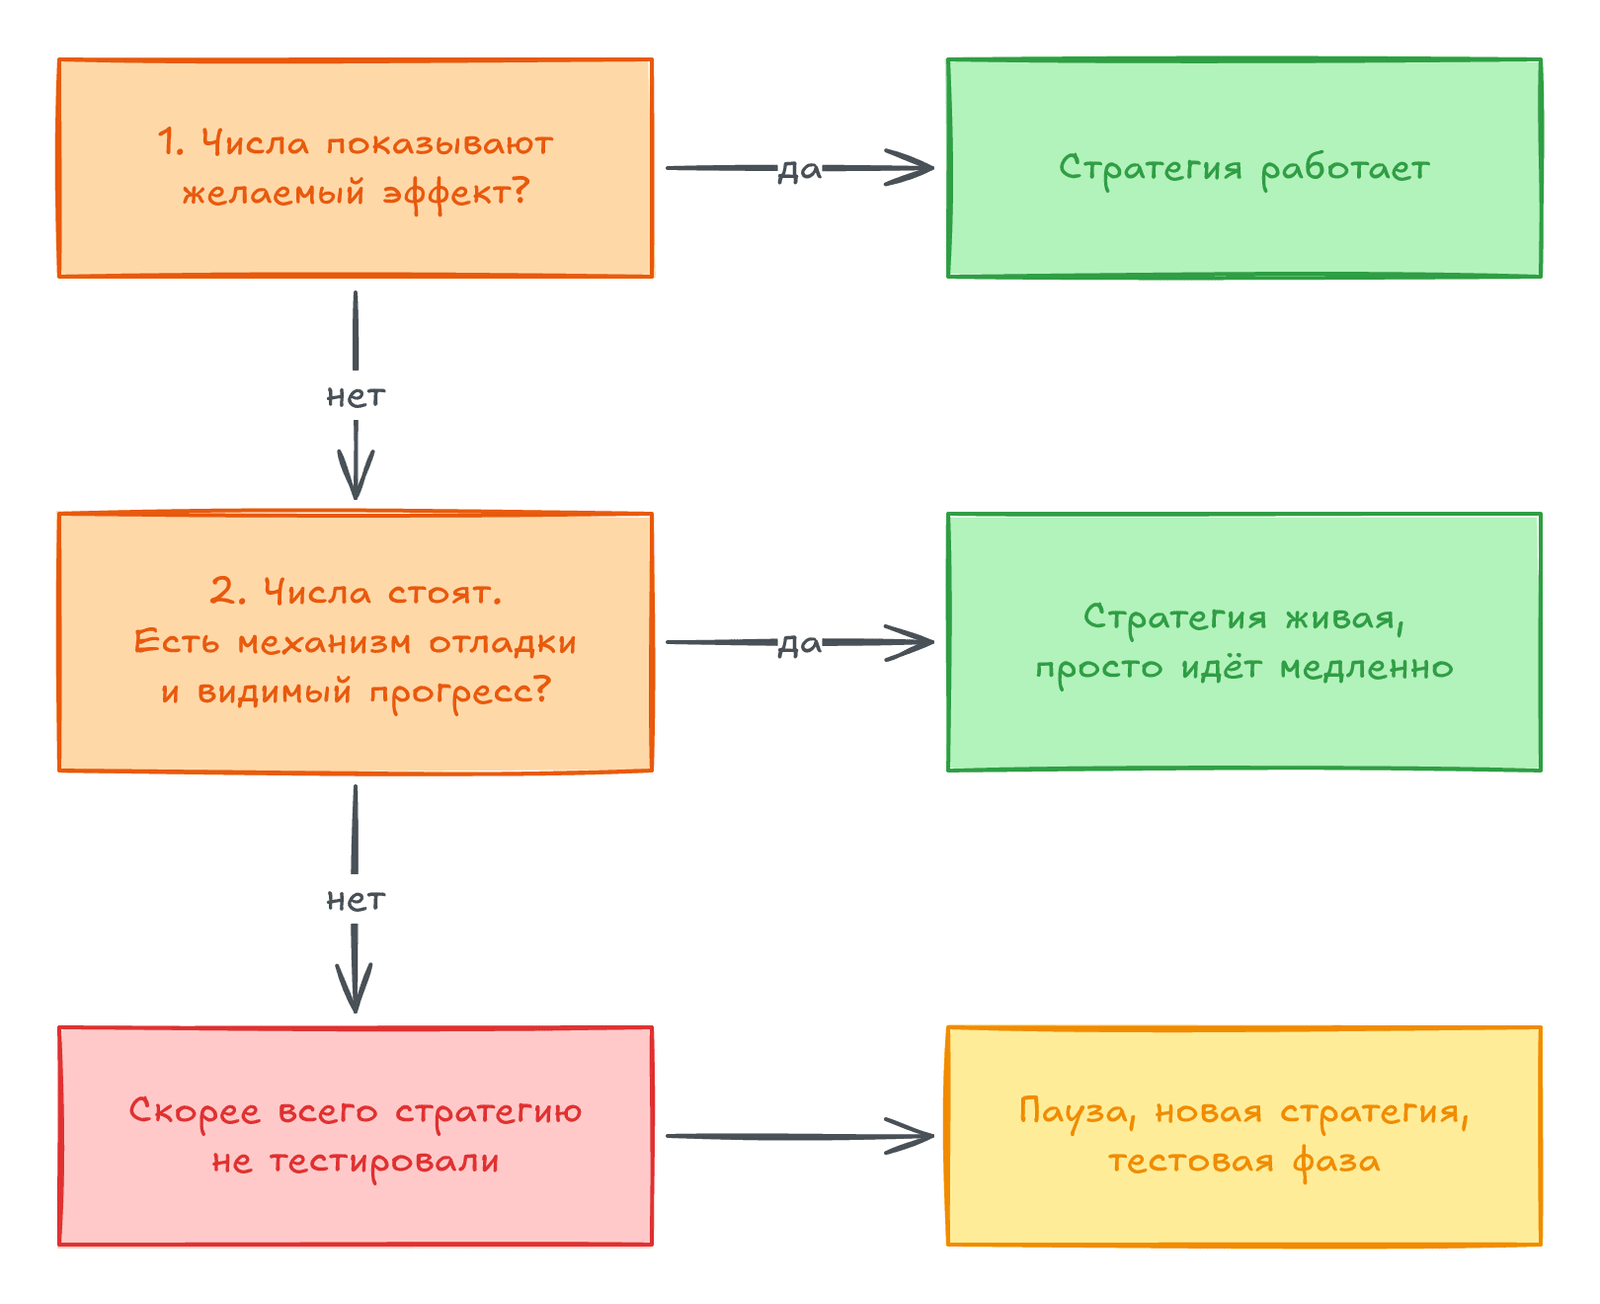 1. Числа показывают
желаемый эффект?
да
Стратегия работает
нет
2. Числа стоят.
Есть механизм отладки
и видимый прогресс?
да
Стратегия живая,
просто идёт медленно
нет
Скорее всего стратегию
не тестировали
Пауза, новая стратегия,
тестовая фаза